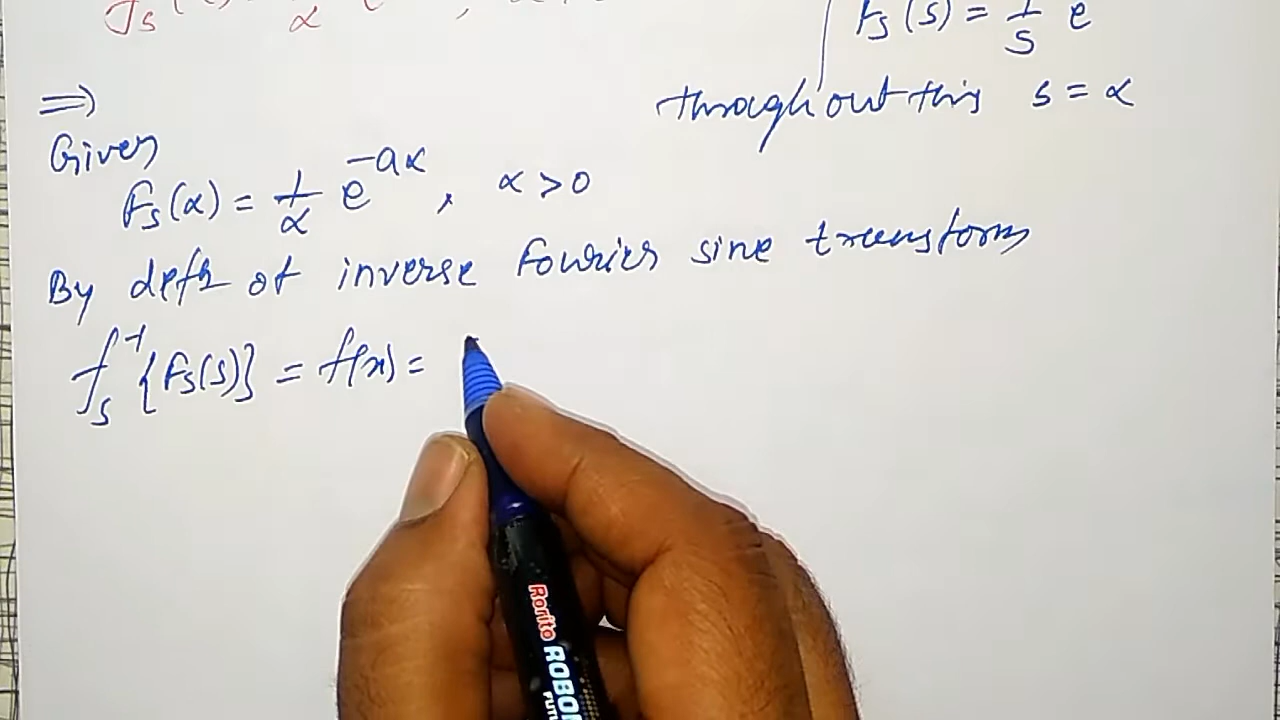 Fs(s) = 1/s e
throughout this s = α
⇒
Given
Fs(α) = 1/α e^-aα, α > 0
By defn of inverse Fourier sine transform
fs^-1 {Fs(s)} = f(x) =
Rorito
ROBO